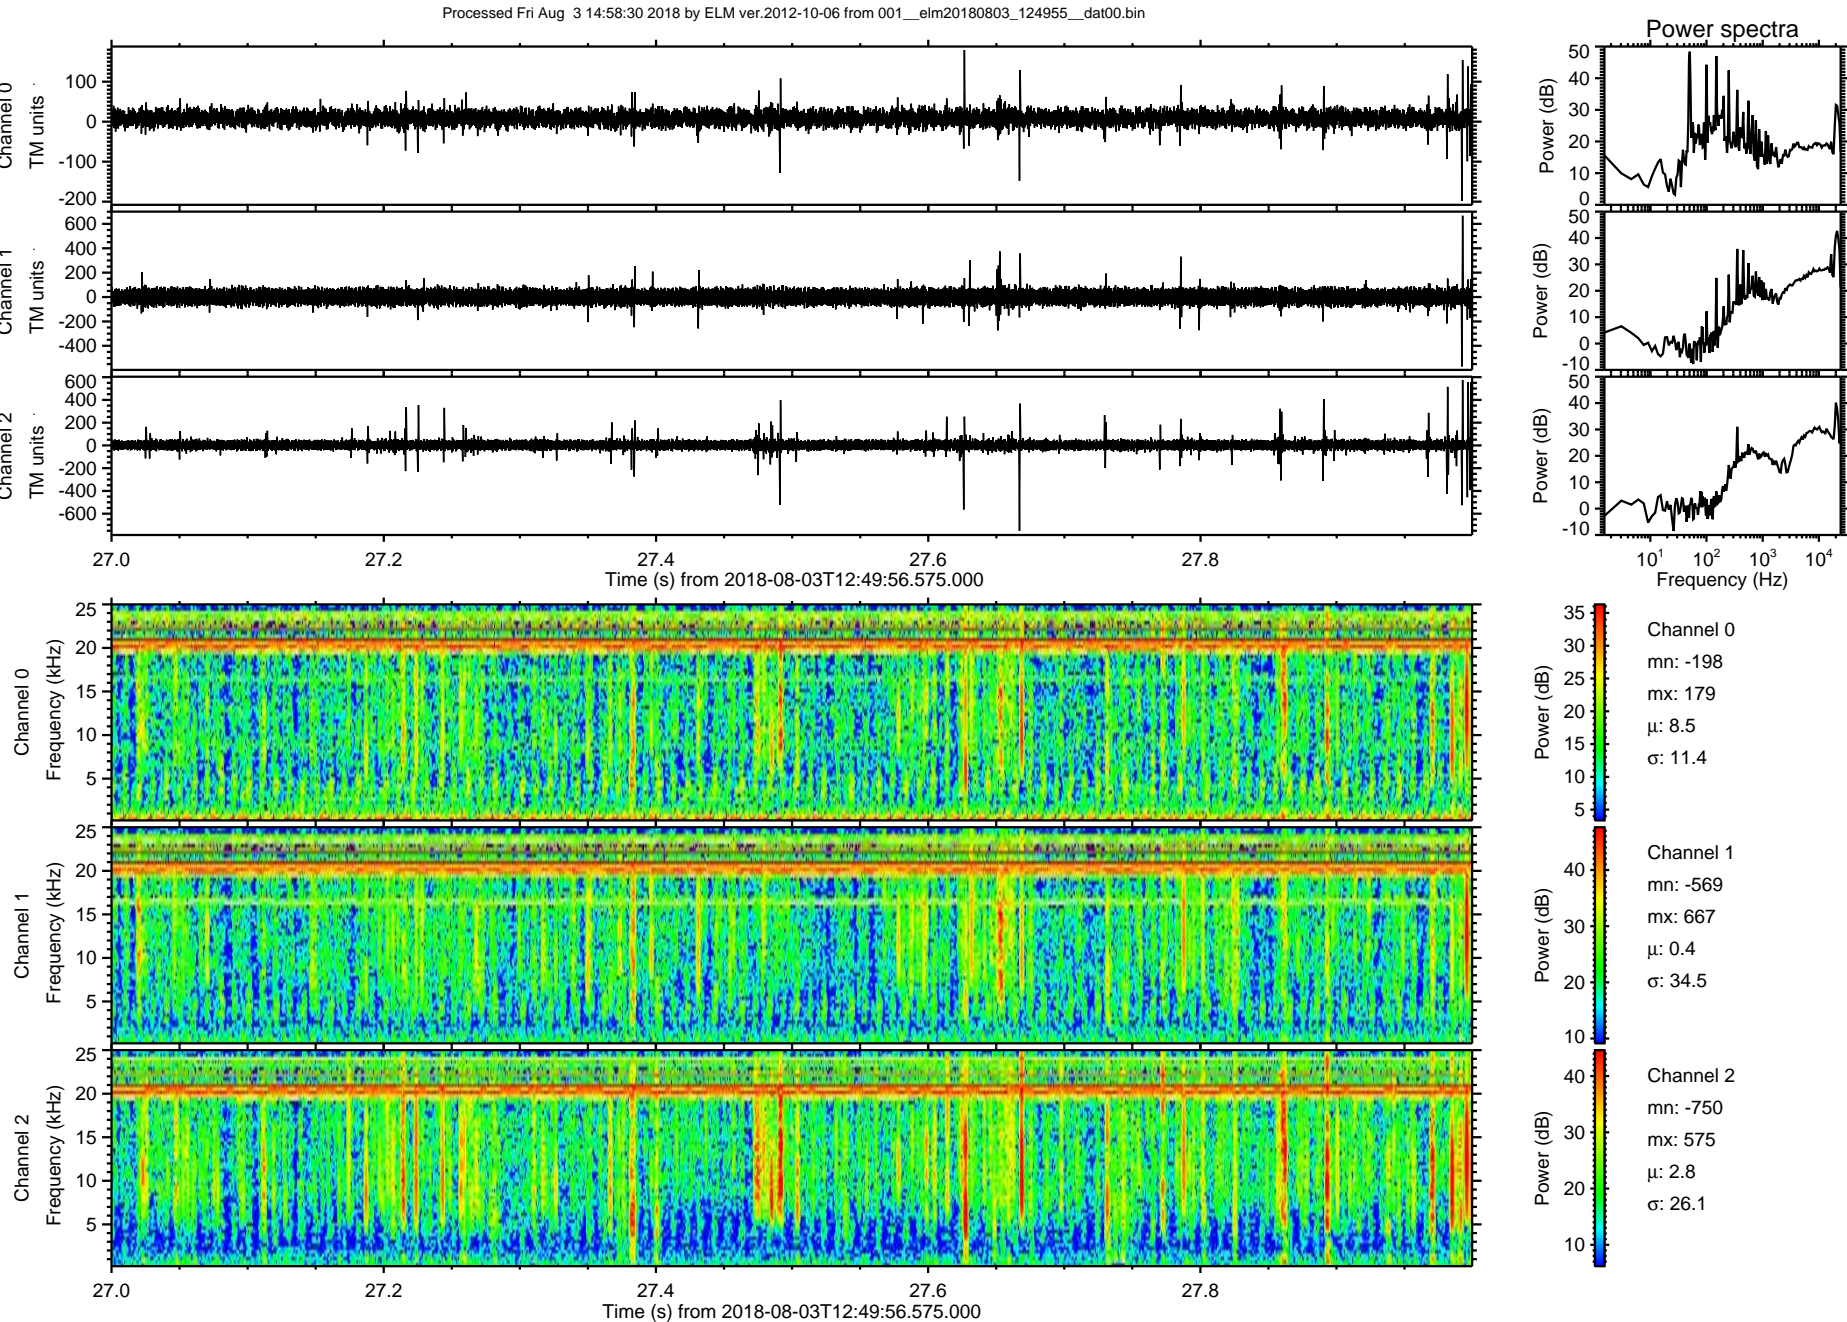 Processed Fri Aug  3 14:58:30 2018 by ELM ver.2012-10-06 from 001__elm20180803_124955__dat00.bin
Power spectra
Channel 0
TM units
100
0
-100
-200
Power (dB)
50
40
30
20
10
0
Channel 1
TM units
600
400
200
0
-200
-400
Power (dB)
50
40
30
20
10
0
-10
Channel 2
TM units
600
400
200
0
-200
-400
-600
Power (dB)
50
40
30
20
10
0
-10
27.0 27.2 27.4 27.6 27.8
Time (s) from 2018-08-03T12:49:56.575.000
10^1 10^2 10^3 10^4
Frequency (Hz)
Channel 0
Frequency (kHz)
25
20
15
10
5
Power (dB)
35
30
25
20
15
10
5
Channel 0
mn: -198
mx: 179
μ: 8.5
σ: 11.4
Channel 1
Frequency (kHz)
25
20
15
10
5
Power (dB)
40
30
20
10
Channel 1
mn: -569
mx: 667
μ: 0.4
σ: 34.5
Channel 2
Frequency (kHz)
25
20
15
10
5
Power (dB)
40
30
20
10
Channel 2
mn: -750
mx: 575
μ: 2.8
σ: 26.1
27.0 27.2 27.4 27.6 27.8
Time (s) from 2018-08-03T12:49:56.575.000